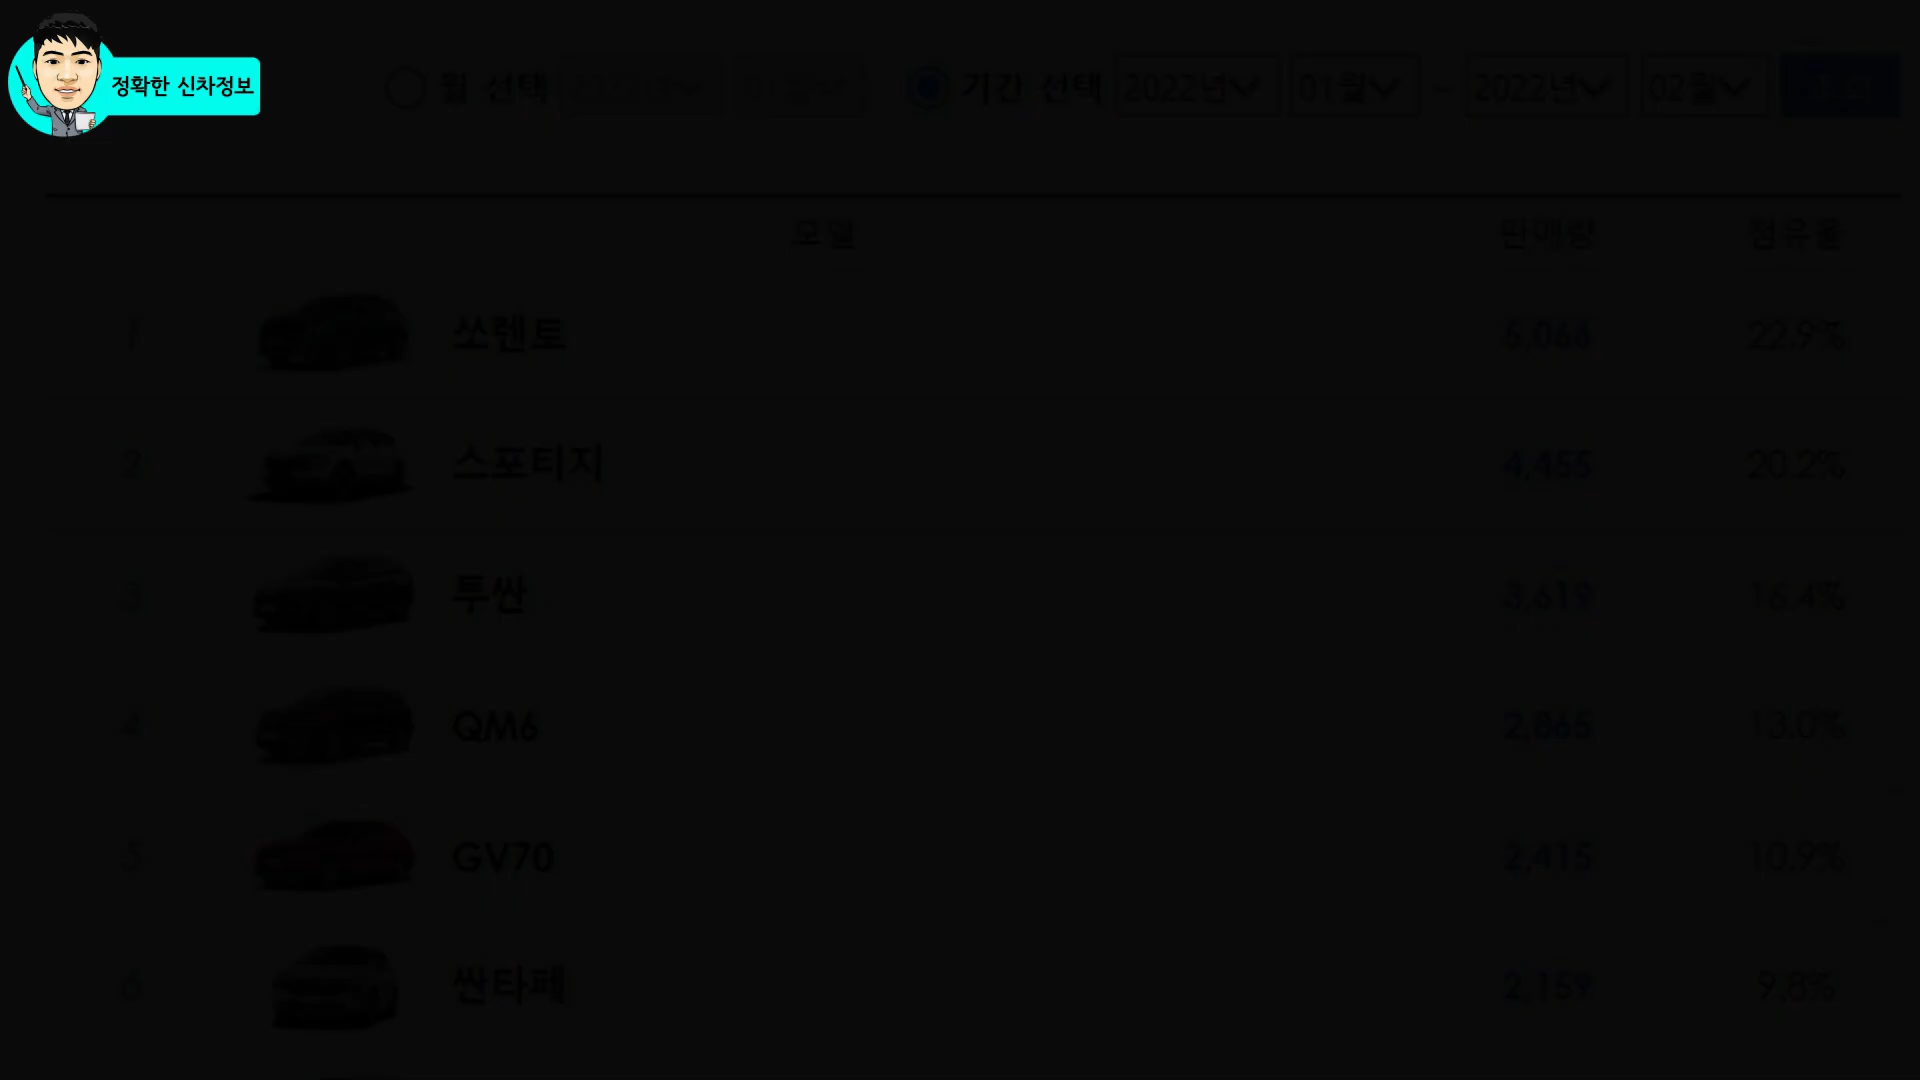 정확한 신차정보
월 선택
기간 선택 2022년 01월 - 2022년 02월
모델 판매량 점유율
1 쏘렌토 5,066 22.9%
2 스포티지 4,455 20.2%
3 투싼 3,619 16.4%
4 QM6 2,865 13.0%
5 GV70 2,415 10.9%
6 싼타페 2,159 9.8%